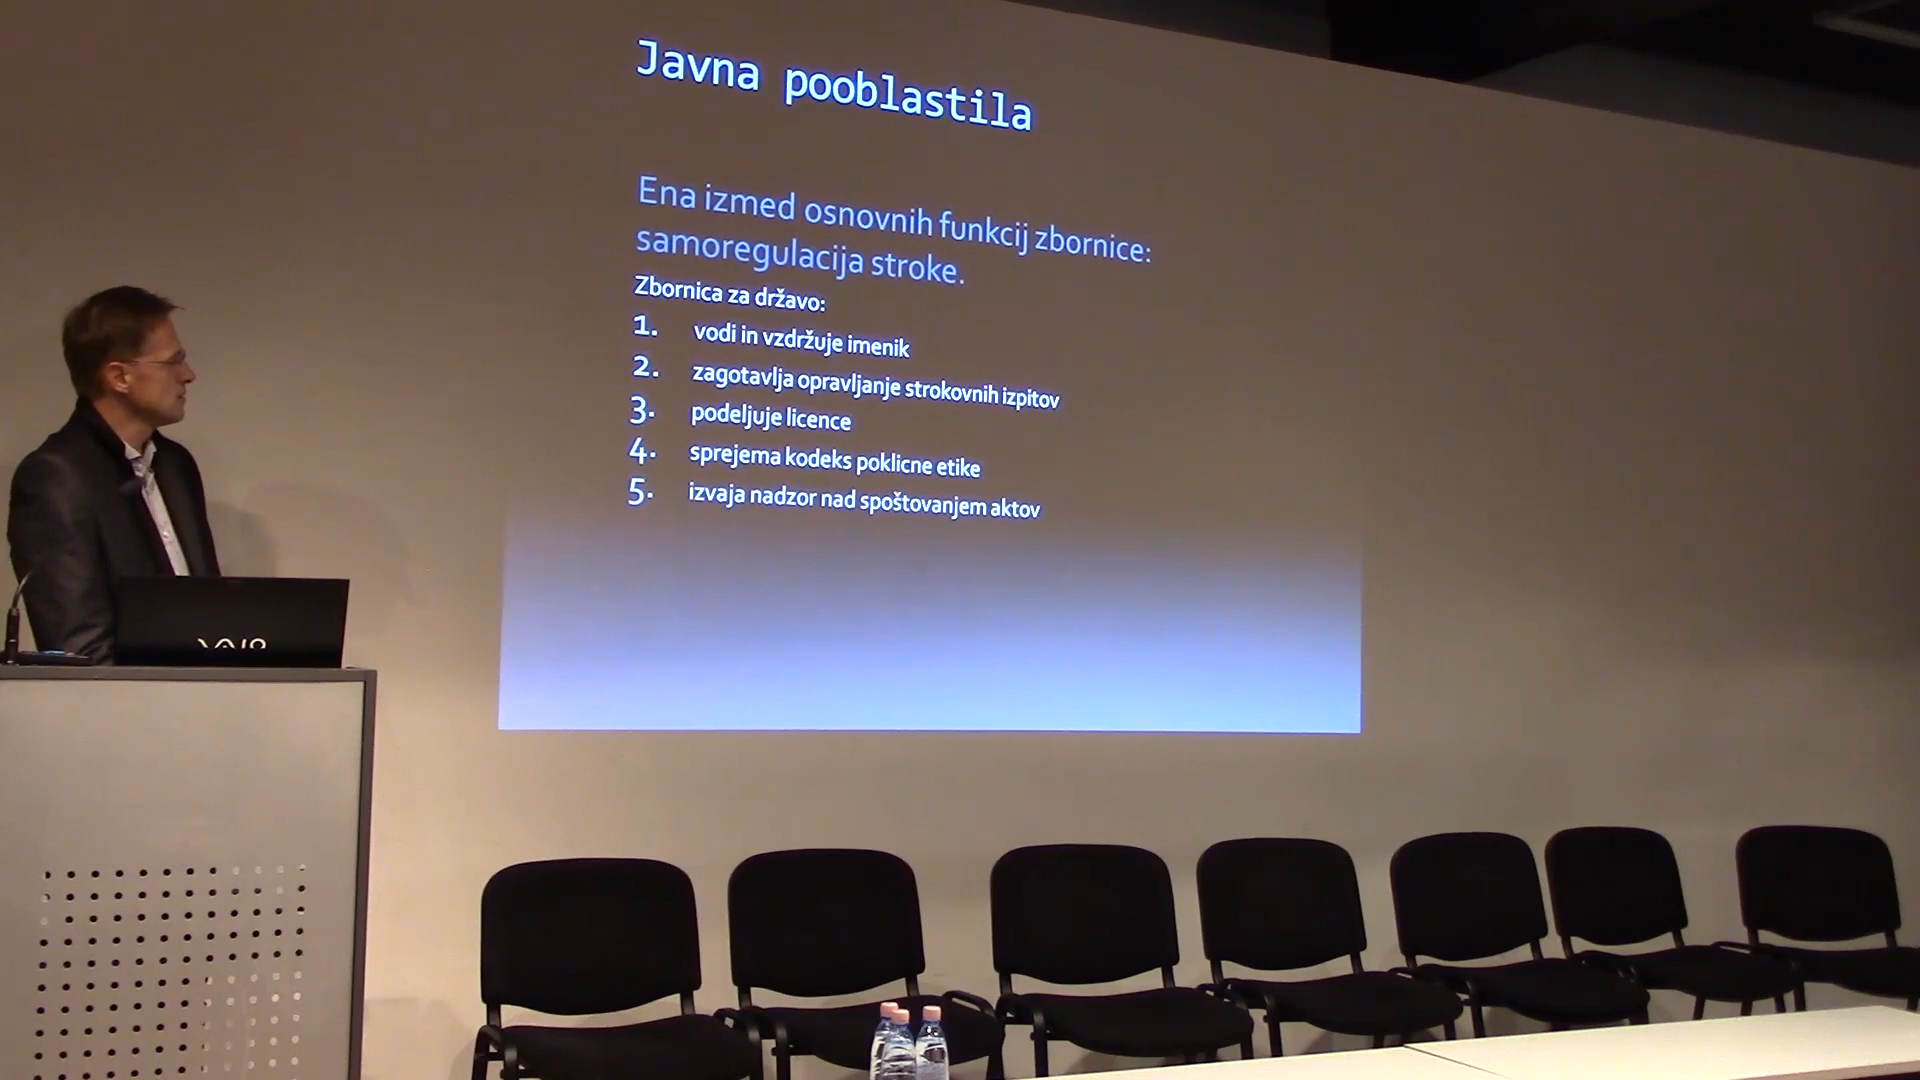 Javna pooblastila
Ena izmed osnovnih funkcij zbornice:
samoregulacija stroke.
Zbornica za državo:
1. vodi in vzdržuje imenik
2. zagotavlja opravljanje strokovnih izpitov
3. podeljuje licence
4. sprejema kodeks poklicne etike
5. izvaja nadzor nad spoštovanjem aktov
VAIO